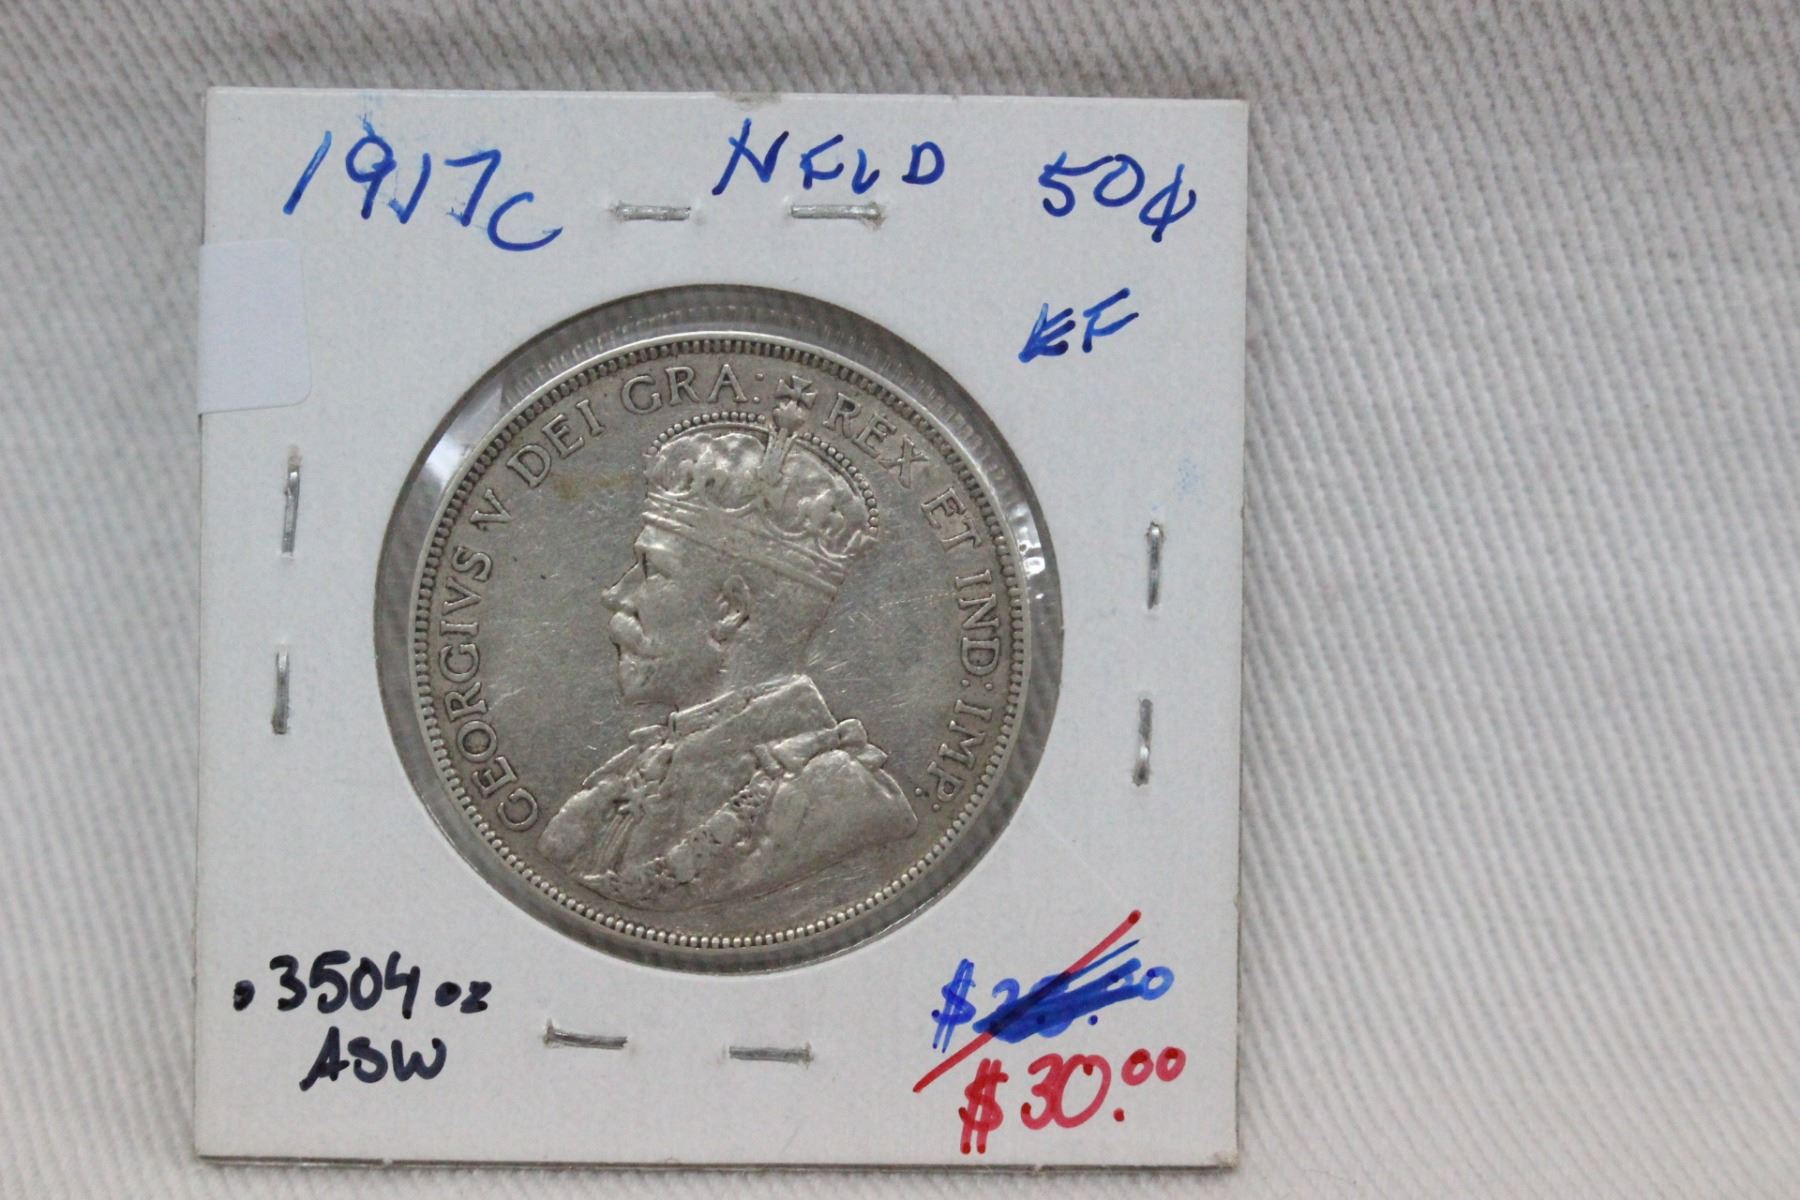 1917c NFLD 50¢
EF
GEORGIVS V DEI GRA: REX ET IND: IMP:
.3504 oz
ASW
$30.00